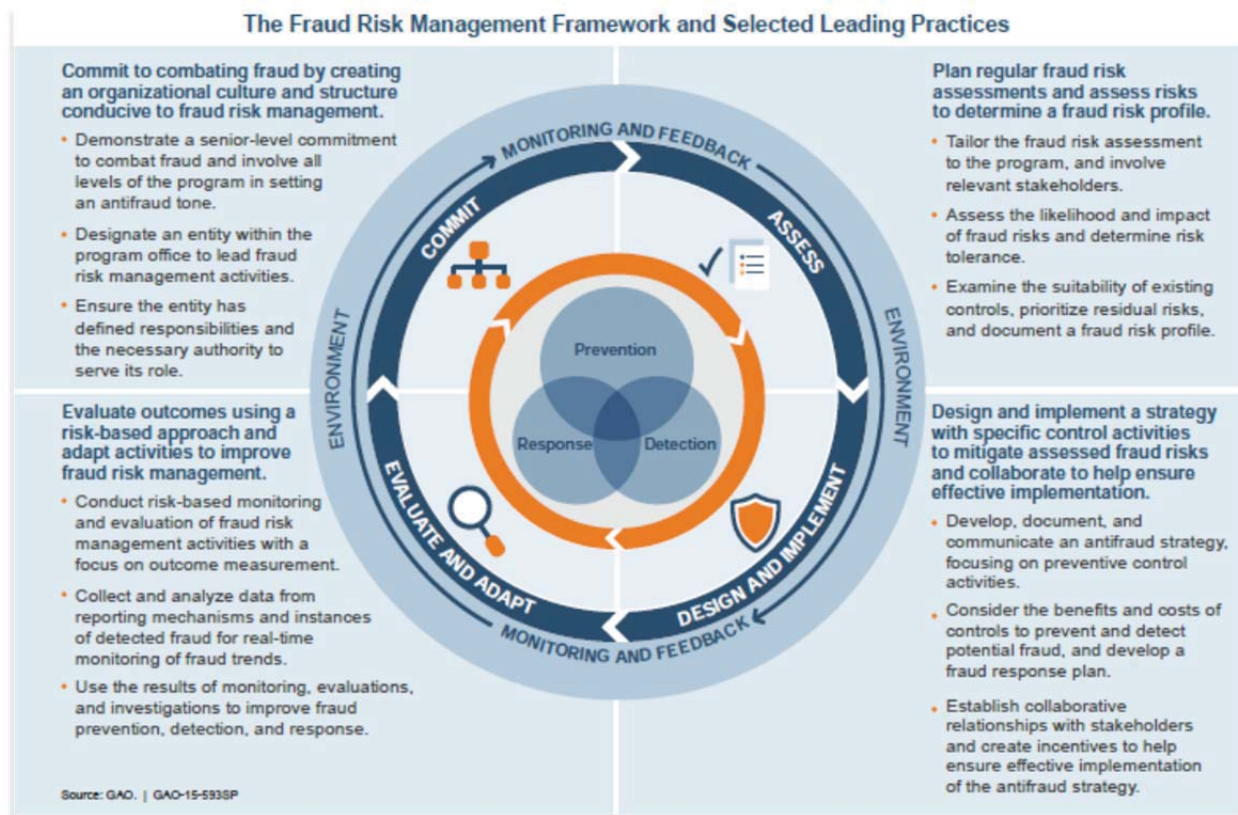 The Fraud Risk Management Framework and Selected Leading Practices
Commit to combating fraud by creating
an organizational culture and structure
conducive to fraud risk management.
• Demonstrate a senior-level commitment
to combat fraud and involve all
levels of the program in setting
an antifraud tone.
• Designate an entity within the
program office to lead fraud
risk management activities.
• Ensure the entity has
defined responsibilities and
the necessary authority to
serve its role.
Plan regular fraud risk
assessments and assess risks
to determine a fraud risk profile.
• Tailor the fraud risk assessment
to the program, and involve
relevant stakeholders.
• Assess the likelihood and impact
of fraud risks and determine risk
tolerance.
• Examine the suitability of existing
controls, prioritize residual risks,
and document a fraud risk profile.
MONITORING AND FEEDBACK
COMMIT
ASSESS
ENVIRONMENT
ENVIRONMENT
Prevention
Response
Detection
EVALUATE AND ADAPT
DESIGN AND IMPLEMENT
MONITORING AND FEEDBACK
Evaluate outcomes using a
risk-based approach and
adapt activities to improve
fraud risk management.
• Conduct risk-based monitoring
and evaluation of fraud risk
management activities with a
focus on outcome measurement.
• Collect and analyze data from
reporting mechanisms and instances
of detected fraud for real-time
monitoring of fraud trends.
• Use the results of monitoring, evaluations,
and investigations to improve fraud
prevention, detection, and response.
Design and implement a strategy
with specific control activities
to mitigate assessed fraud risks
and collaborate to help ensure
effective implementation.
• Develop, document, and
communicate an antifraud strategy,
focusing on preventive control
activities.
• Consider the benefits and costs of
controls to prevent and detect
potential fraud, and develop a
fraud response plan.
• Establish collaborative
relationships with stakeholders
and create incentives to help
ensure effective implementation
of the antifraud strategy.
Source: GAO. | GAO-15-593SP